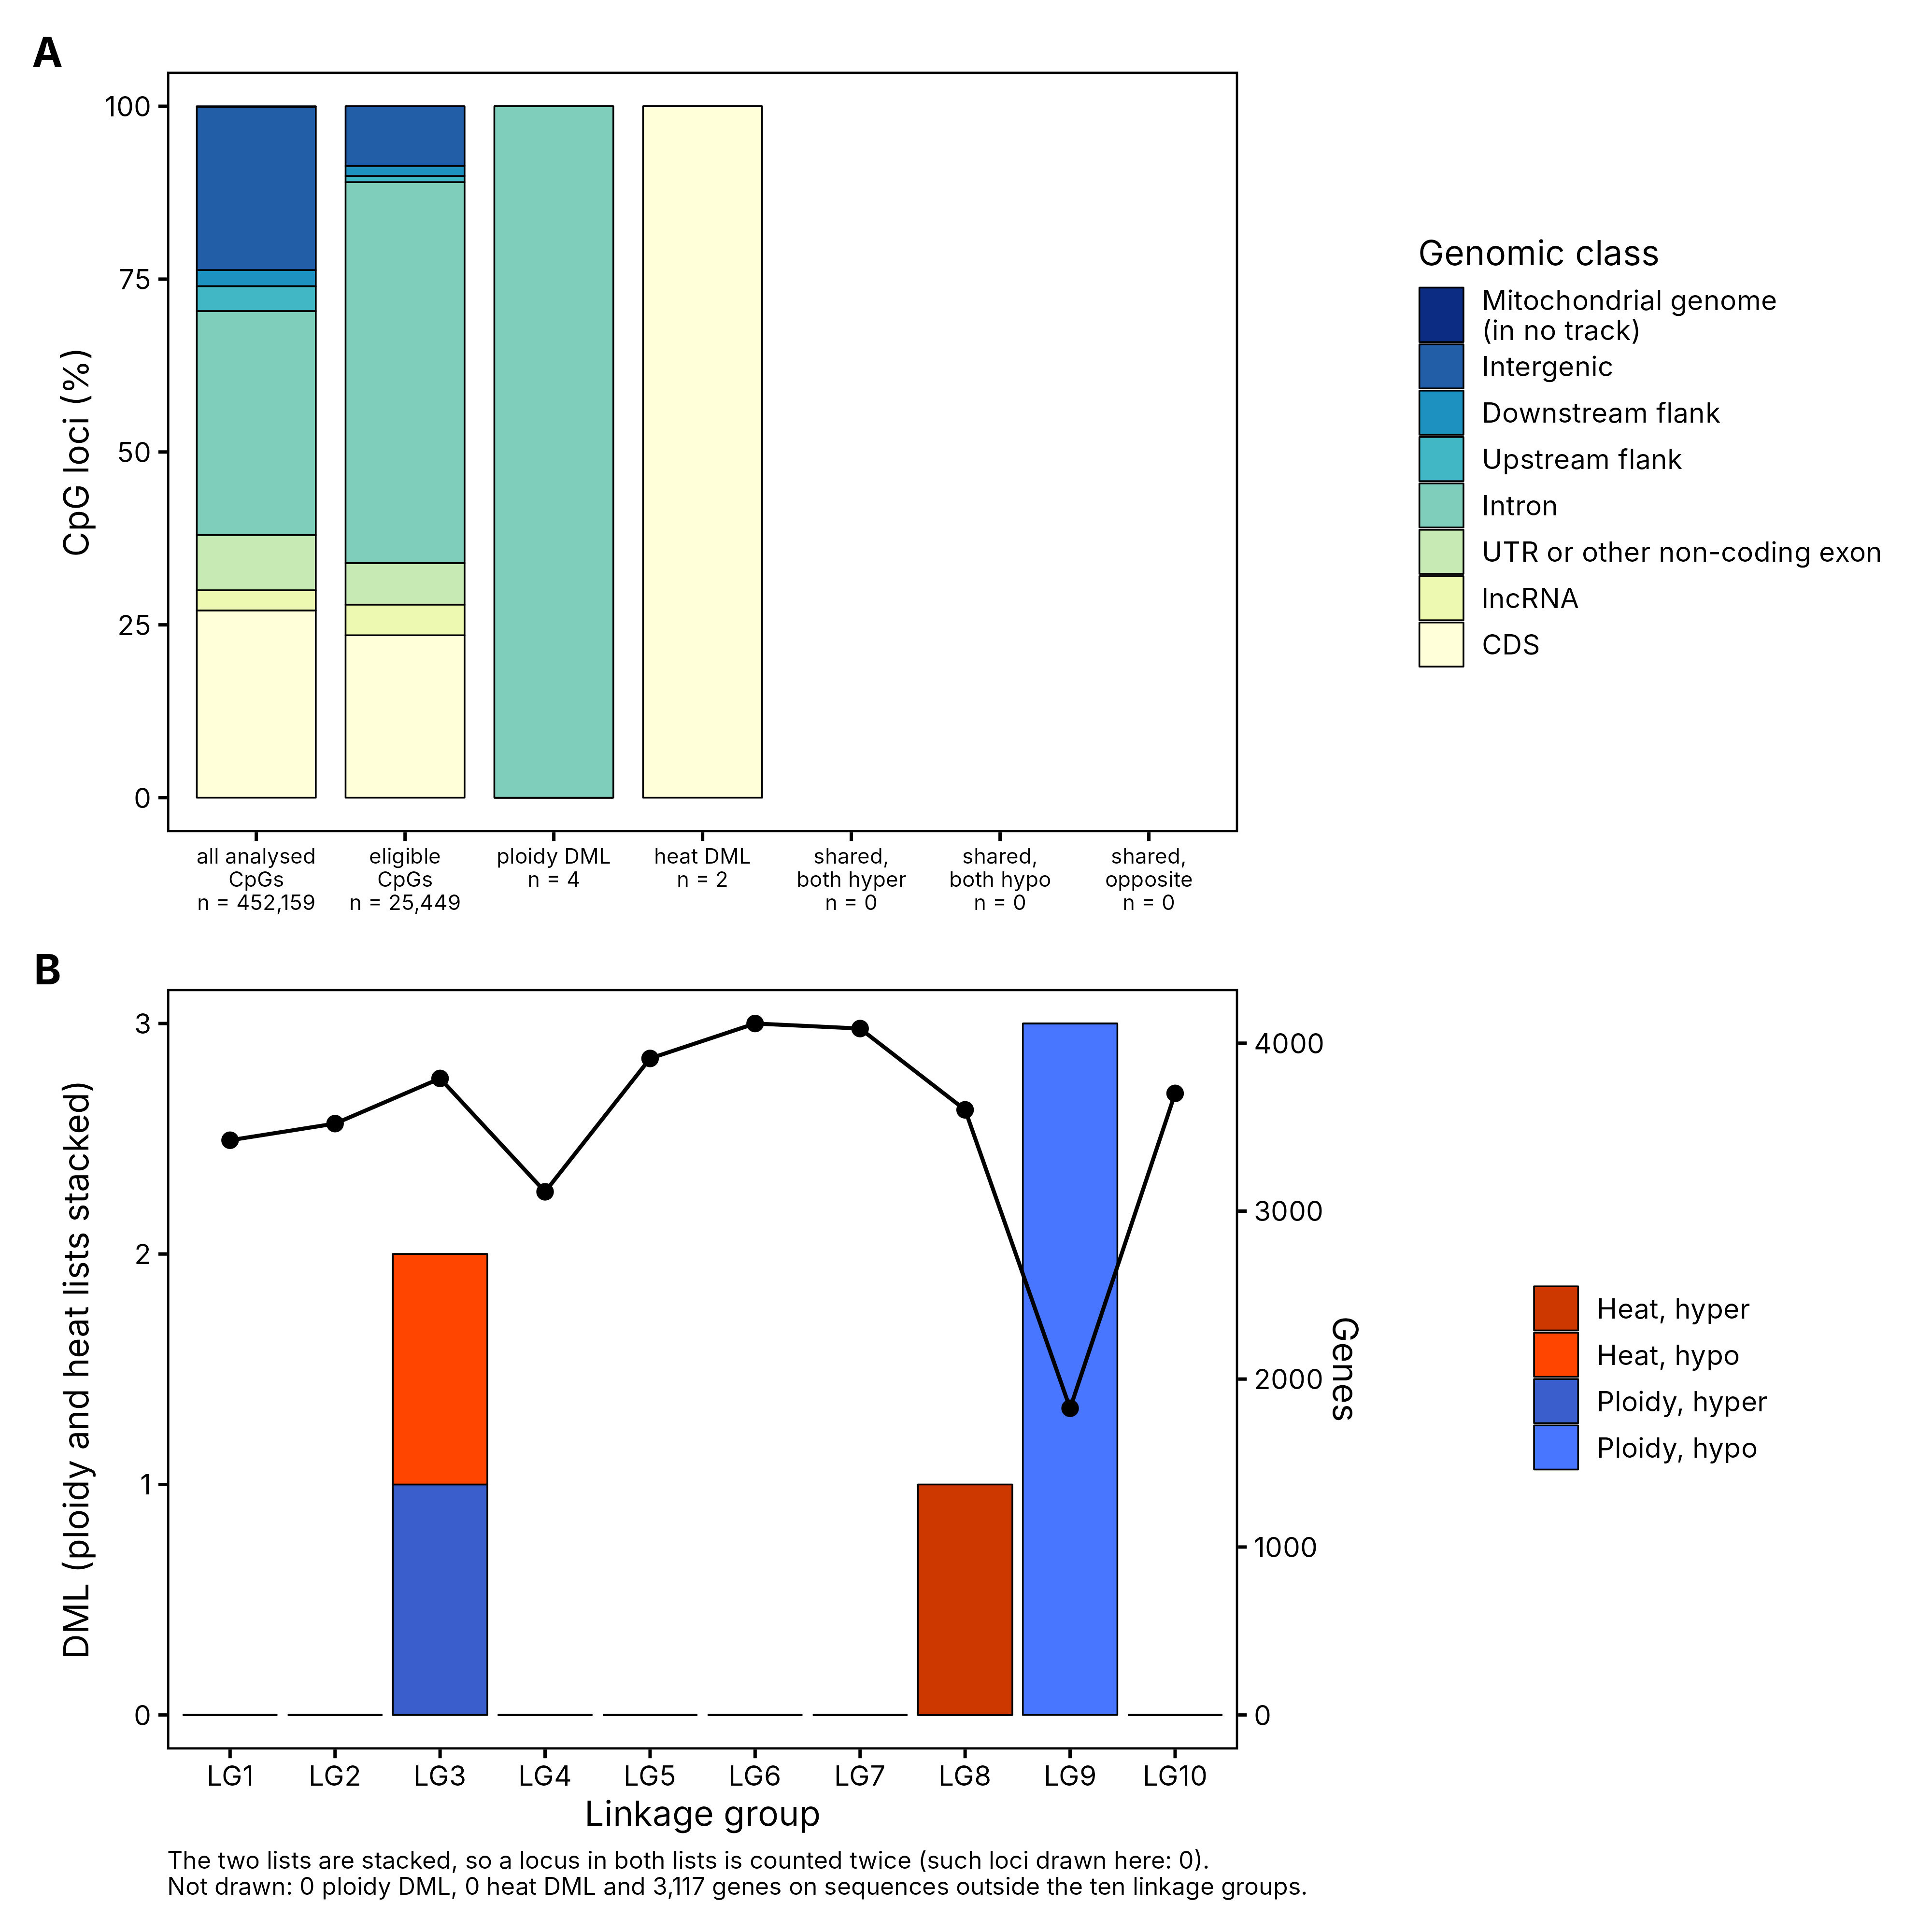 A
CpG loci (%)
100
75
50
25
0
all analysed
CpGs
n = 452,159
eligible
CpGs
n = 25,449
ploidy DML
n = 4
heat DML
n = 2
shared,
both hyper
n = 0
shared,
both hypo
n = 0
shared,
opposite
n = 0
Genomic class
Mitochondrial genome
(in no track)
Intergenic
Downstream flank
Upstream flank
Intron
UTR or other non-coding exon
lncRNA
CDS
B
DML (ploidy and heat lists stacked)
3
2
1
0
4000
3000
2000
1000
0
Genes
LG1
LG2
LG3
LG4
LG5
LG6
LG7
LG8
LG9
LG10
Linkage group
Heat, hyper
Heat, hypo
Ploidy, hyper
Ploidy, hypo
The two lists are stacked, so a locus in both lists is counted twice (such loci drawn here: 0).
Not drawn: 0 ploidy DML, 0 heat DML and 3,117 genes on sequences outside the ten linkage groups.